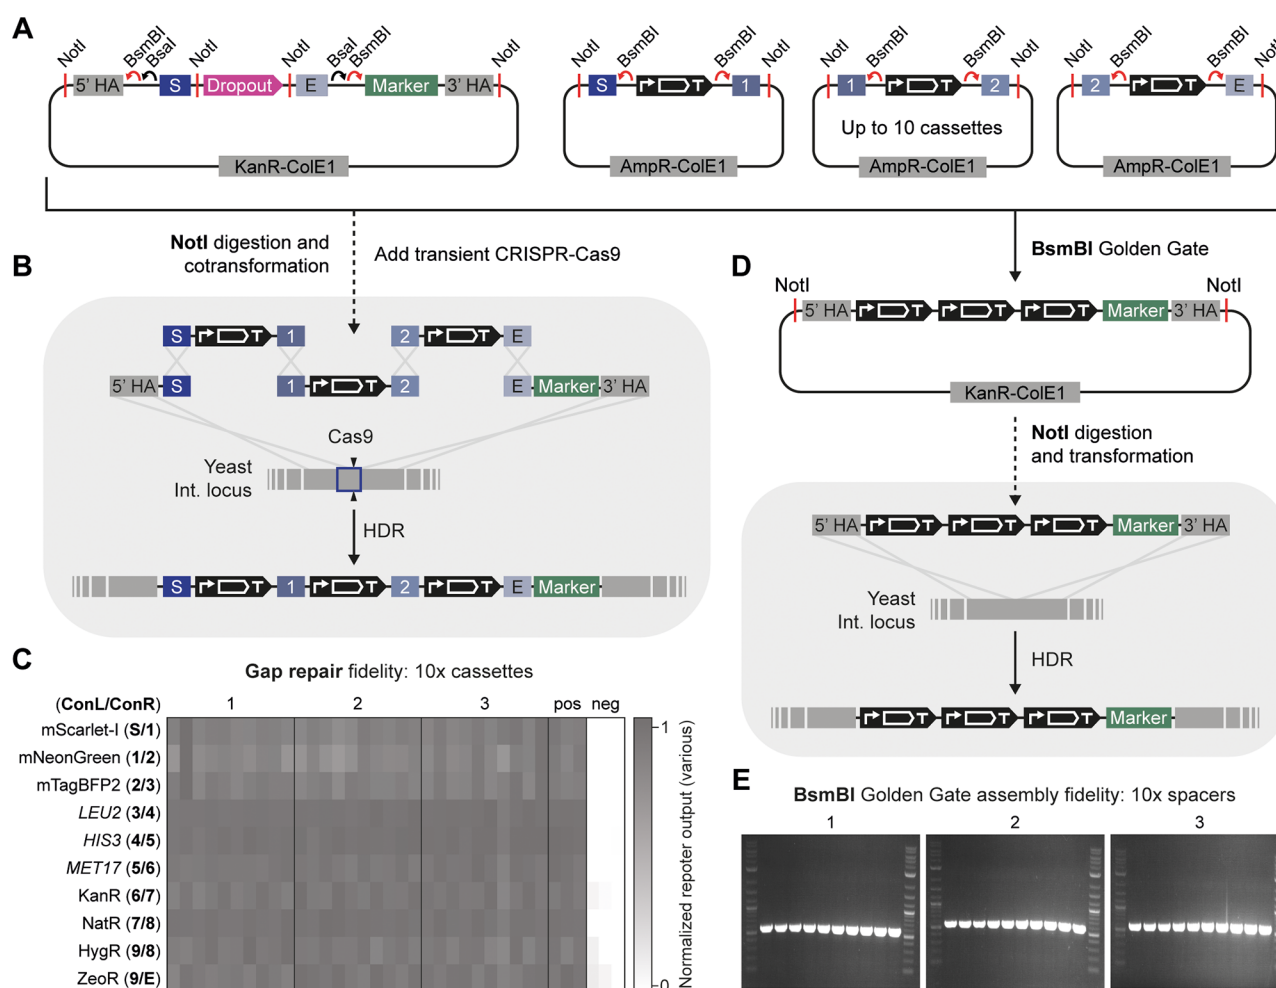 A
NotI BsmBI BsaI NotI NotI BsaI BsmBI NotI
5' HA S Dropout E Marker 3' HA
KanR-ColE1
NotI BsmBI BsmBI NotI
S T 1
AmpR-ColE1
NotI BsmBI BsmBI NotI
1 T 2
Up to 10 cassettes
AmpR-ColE1
NotI BsmBI BsmBI NotI
2 T E
AmpR-ColE1
B
NotI digestion and
cotransformation
Add transient CRISPR-Cas9
S T 1 2 T E
5' HA S 1 T 2 E Marker 3' HA
Cas9
Yeast
Int. locus
HDR
S T 1 T 2 T E Marker
D
BsmBI Golden Gate
NotI NotI
5' HA T T T Marker 3' HA
KanR-ColE1
NotI digestion
and transformation
5' HA T T T Marker 3' HA
Yeast
Int. locus
HDR
T T T Marker
C
Gap repair fidelity: 10x cassettes
(ConL/ConR) 1 2 3 pos neg
mScarlet-I (S/1)
mNeonGreen (1/2)
mTagBFP2 (2/3)
LEU2 (3/4)
HIS3 (4/5)
MET17 (5/6)
KanR (6/7)
NatR (7/8)
HygR (9/8)
ZeoR (9/E)
1
0
Normalized repoter output (various)
E
BsmBI Golden Gate assembly fidelity: 10x spacers
1 2 3